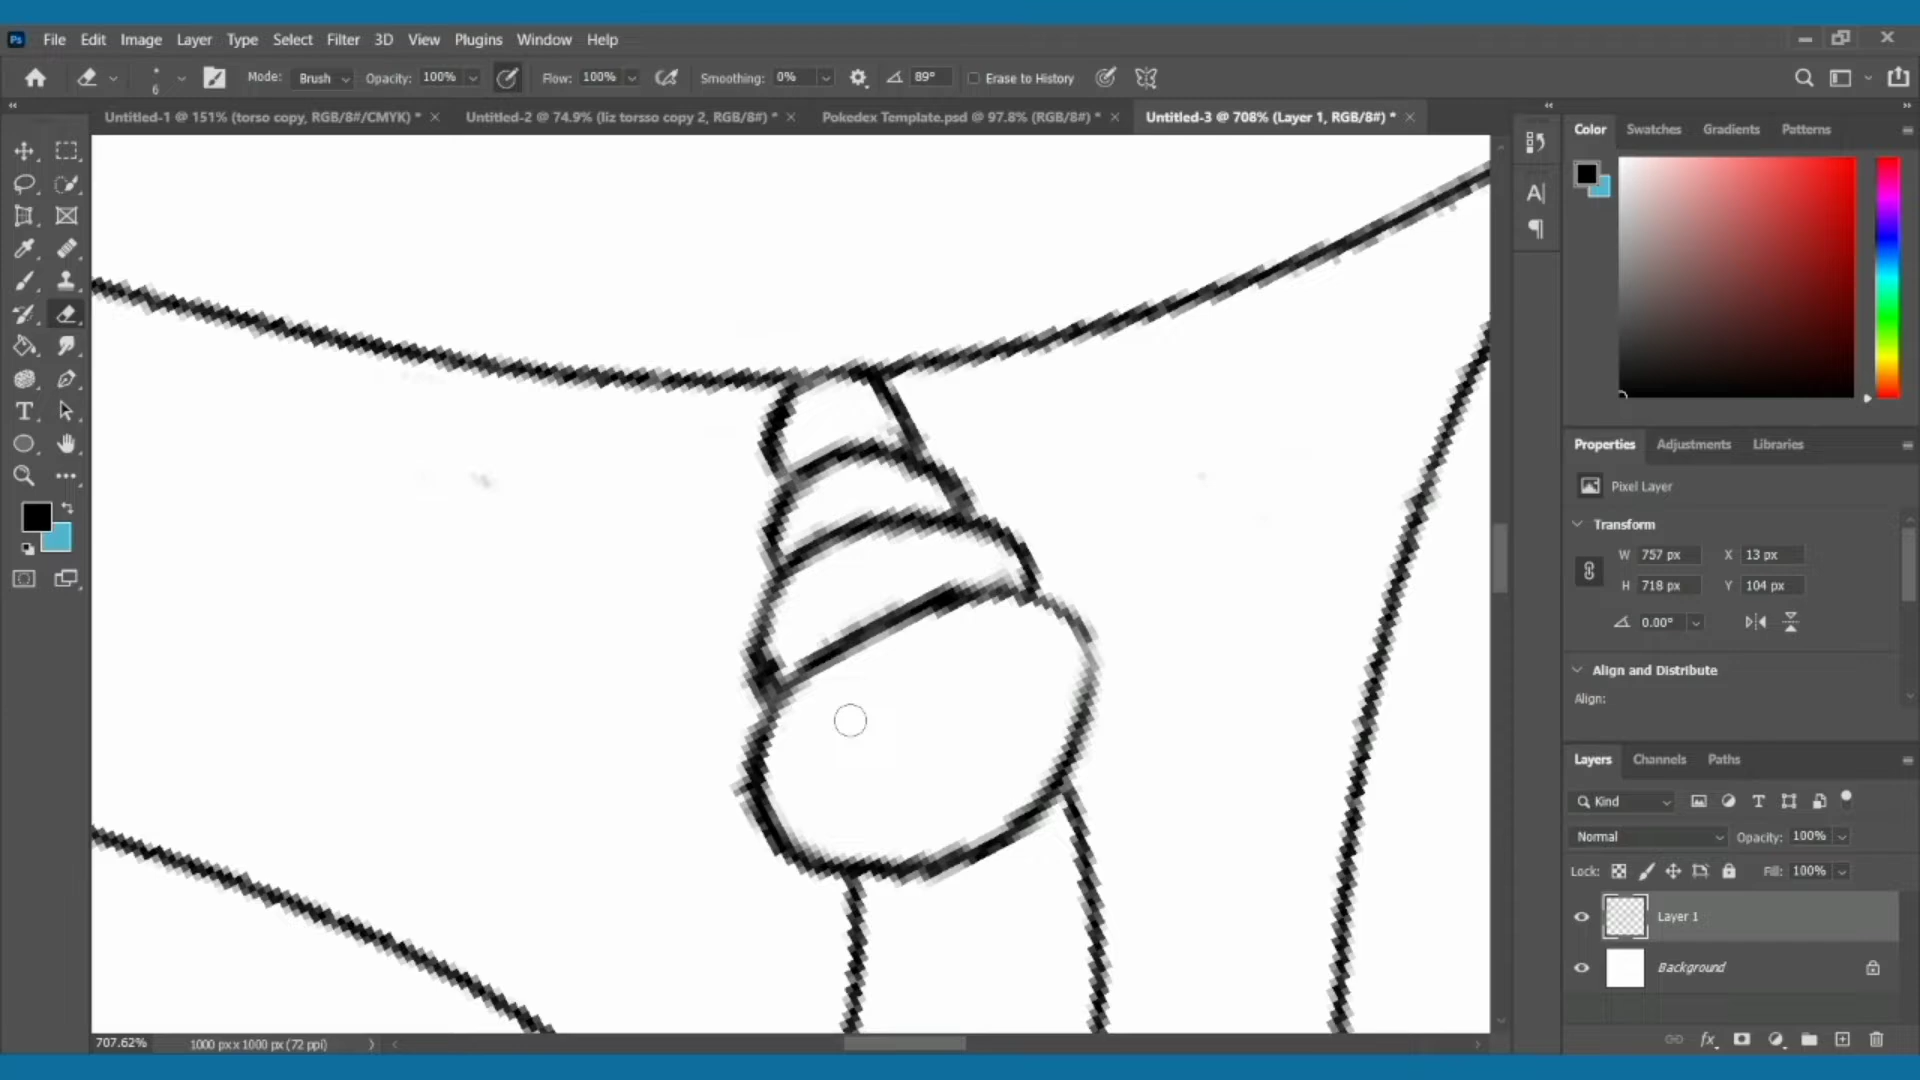 Ps File Edit Image Layer Type Select Filter 3D View Plugins Window Help
6 Mode: Brush Opacity: 100% Flow: 100% Smoothing: 0% 89° Erase to History
Untitled-1 @ 151% (torso copy, RGB/8#/CMYK) * Untitled-2 @ 74.9% (liz torsso copy 2, RGB/8#) * Pokedex Template.psd @ 97.8% (RGB/8#) * Untitled-3 @ 708% (Layer 1, RGB/8#) *
Color Swatches Gradients Patterns
Properties Adjustments Libraries
Pixel Layer
Transform
W 757 px X 13 px
H 718 px Y 104 px
0.00°
Align and Distribute
Align:
Layers Channels Paths
Kind
Normal Opacity: 100%
Lock: Fill: 100%
Layer 1
Background
707.62% 1000 px x 1000 px (72 ppi)